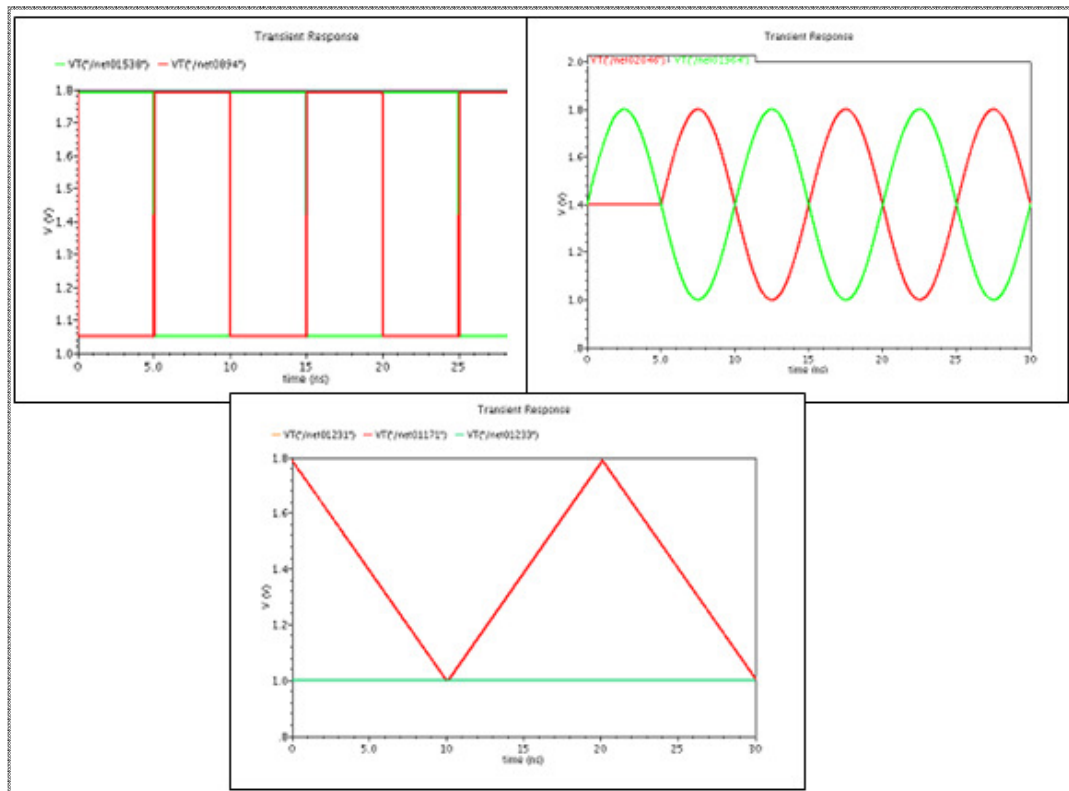 Transient Response
VT("/net01538") VT("/net0894")
1.8
1.7
1.6
1.5
1.4
1.3
1.2
1.1
1.0
V (V)
0 5.0 10 15 20 25
time (ns)
Transient Response
VT("/net02046")
2.0
1.8
1.6
1.4
1.2
1.0
.8
V (V)
0 5.0 10 15 20 25 30
time (ns)
Transient Response
VT("/net01231") VT("/net01171") VT("/net01233")
1.8
1.6
1.4
1.2
1.0
.8
V (V)
0 5.0 10 15 20 30
time (ns)